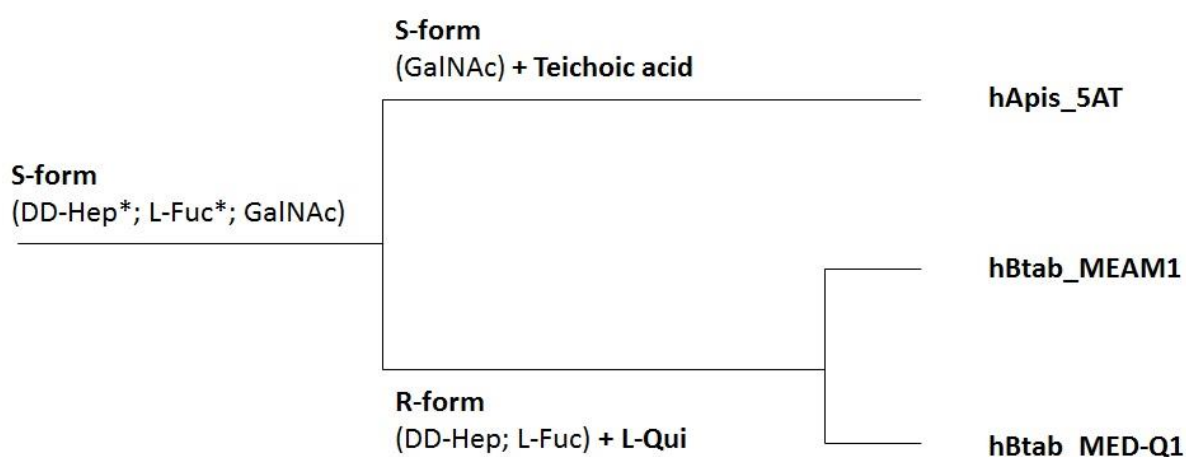 S-form
(GalNAc) + Teichoic acid
hApis_5AT
S-form
(DD-Hep*; L-Fuc*; GalNAc)
hBtab_MEAM1
R-form
(DD-Hep; L-Fuc) + L-Qui
hBtab_MED-Q1